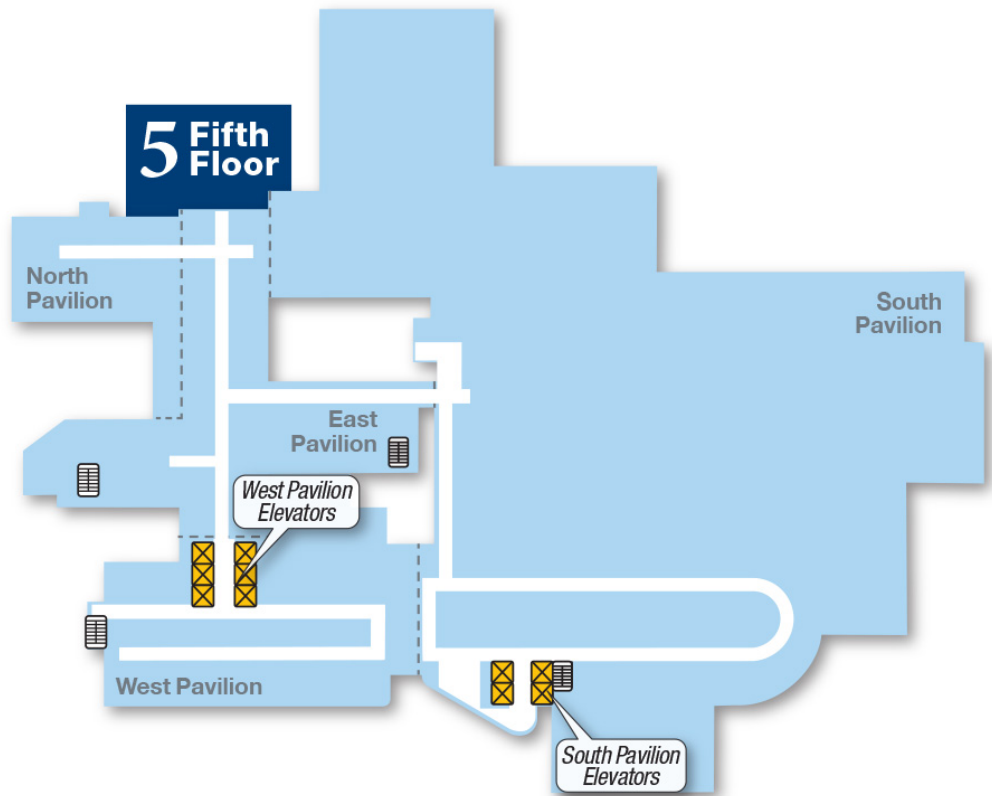 5 Fifth
Floor
North
Pavilion
South
Pavilion
East
Pavilion
West Pavilion
Elevators
West Pavilion
South Pavilion
Elevators